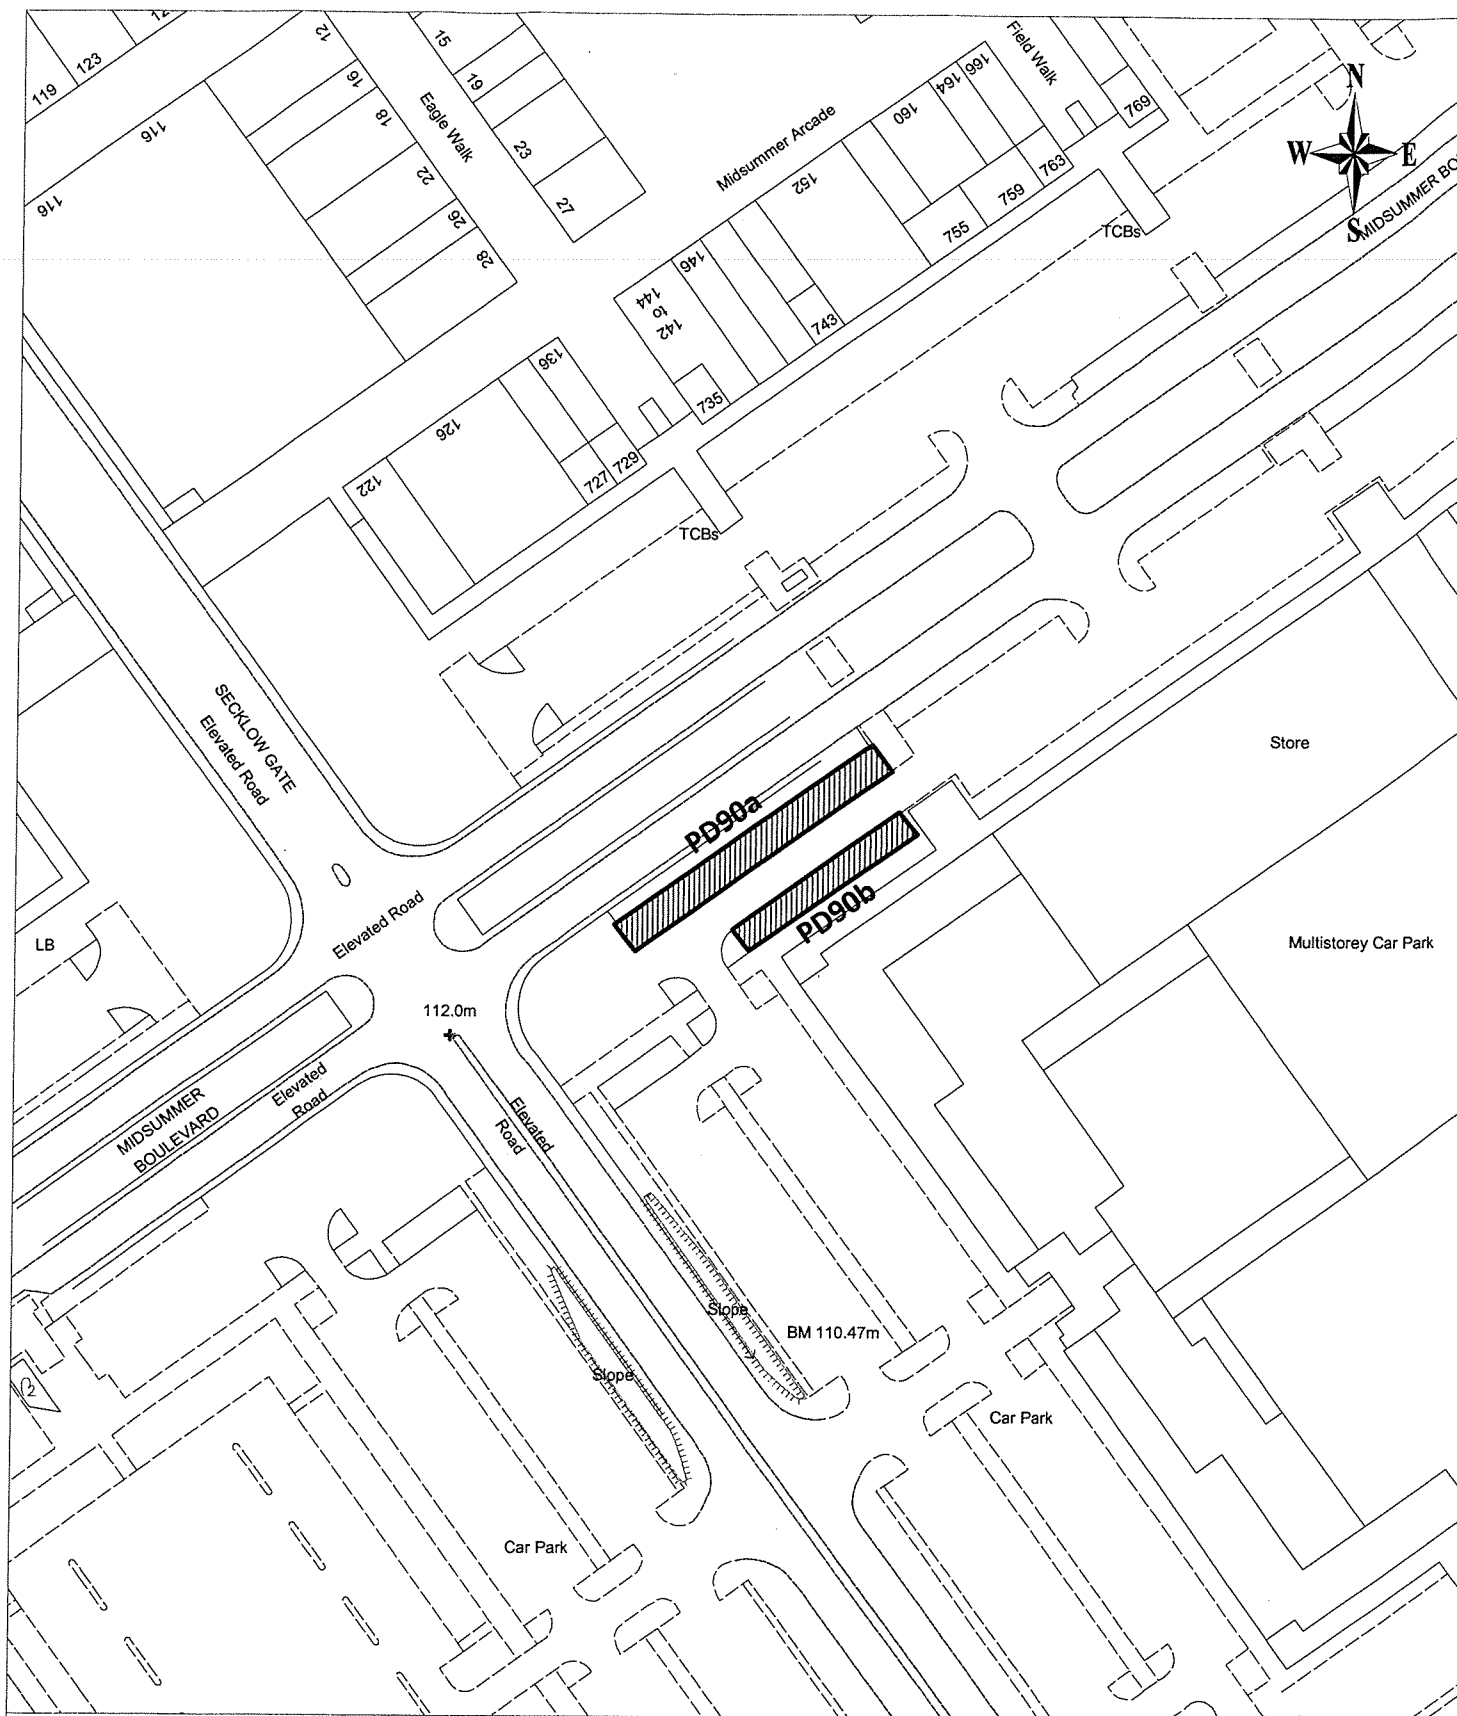 119
123
12
116
116
12
16
18
22
26
28
Eagle Walk
15
19
23
27
Midsummer Arcade
Field Walk
166
164
160
152
146
144
to
142
769
763
759
755
743
735
136
126
122
727
729
TCBs
TCBs
N
W
E
S
MIDSUMMER BO
SECKLOW GATE
Elevated Road
Store
PD90a
PD90b
LB
Elevated Road
Multistorey Car Park
112.0m
MIDSUMMER
BOULEVARD
Elevated
Road
Elevated
Road
Slope
BM 110.47m
Slope
Car Park
Car Park